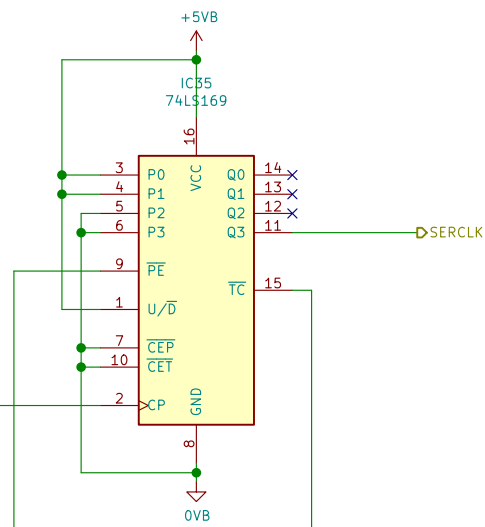 +5VB
IC35
74LS169
16
VCC
3 P0 Q0 14
4 P1 Q1 13
5 P2 Q2 12
6 P3 Q3 11 SERCLK
9 PE
TC 15
1 U/D
7 CEP
10 CET
2 CP
GND
8
0VB